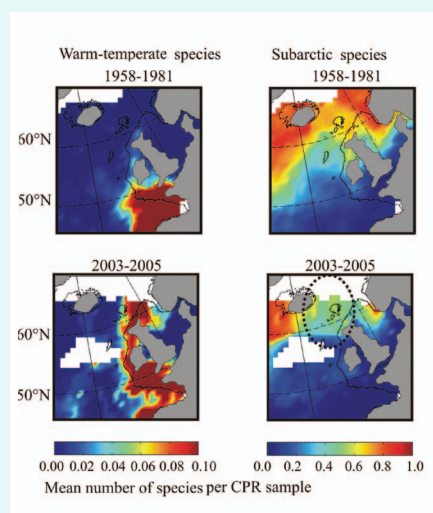 Warm-temperate species Subarctic species
1958-1981 1958-1981
60°N
50°N
2003-2005 2003-2005
60°N
50°N
0.00 0.02 0.04 0.06 0.08 0.10 0.0 0.2 0.4 0.6 0.8 1.0
Mean number of species per CPR sample